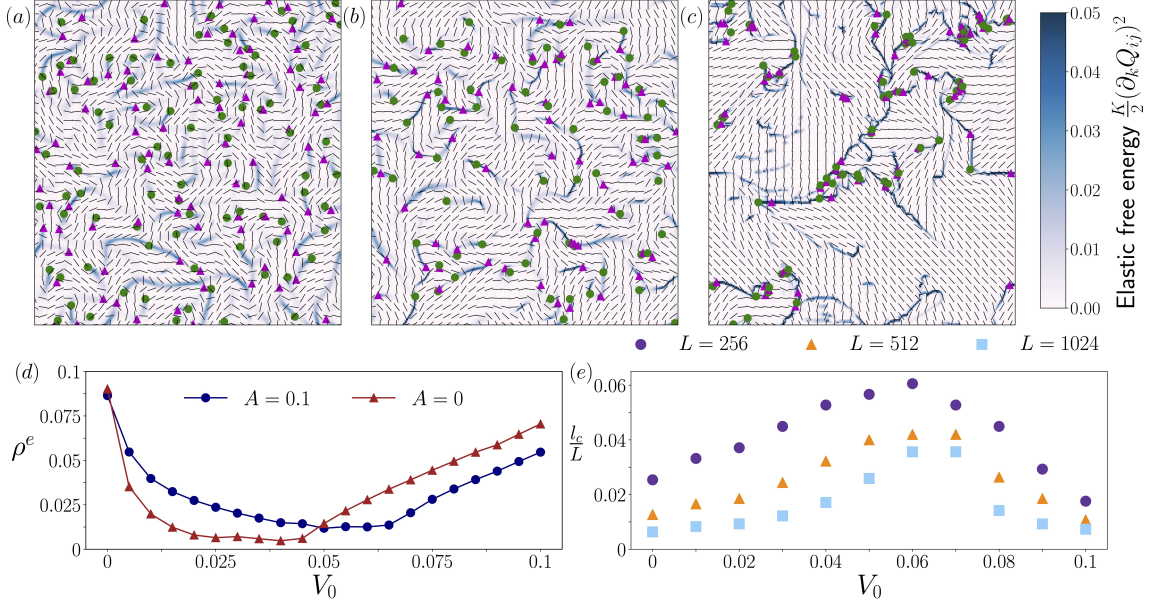 (a)
(b)
(c)
0.05
0.04
0.03
0.02
0.01
0.00
Elastic free energy K/2 (∂ₖQᵢⱼ)²
L = 256
L = 512
L = 1024
(d)
0.1
0.075
0.05
0.025
0
ρᵉ
A = 0.1
A = 0
0
0.025
0.05
0.075
0.1
V₀
(e)
0.06
0.04
0.02
0
l_c/L
0
0.02
0.04
0.06
0.08
0.1
V₀